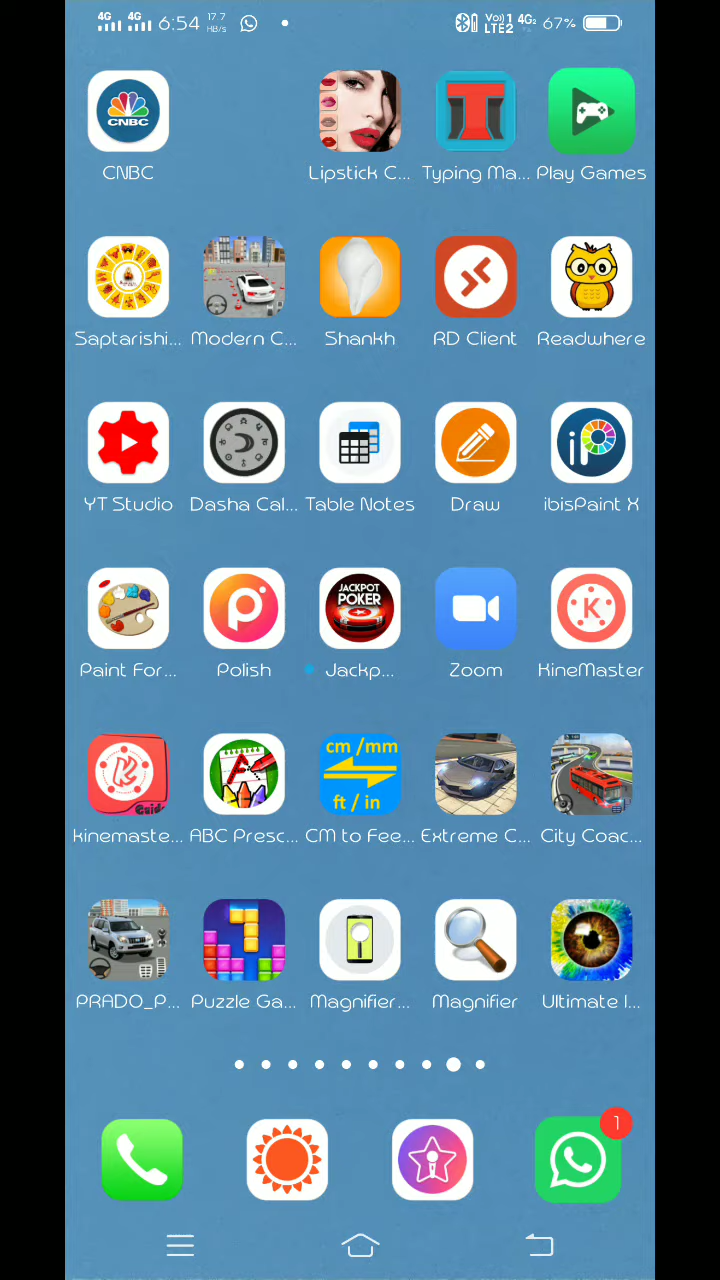 4G 4G 6:54 17.7 HB/s Vo)) 1 LTE2 4G2 67%
CNBC
CNBC Lipstick C... Typing Ma... Play Games
Saptarishi... Modern C... Shankh RD Client Readwhere
YT Studio Dasha Cal... Table Notes Draw ibisPaint X
JACKPOT
POKER
Paint For... Polish Jackp... Zoom KineMaster
K
cm /mm
ft / in
Guide
kinemaste... ABC Presc... CM to Fee... Extreme C... City Coac...
PRADO_P... Puzzle Ga... Magnifier... Magnifier Ultimate I...
1